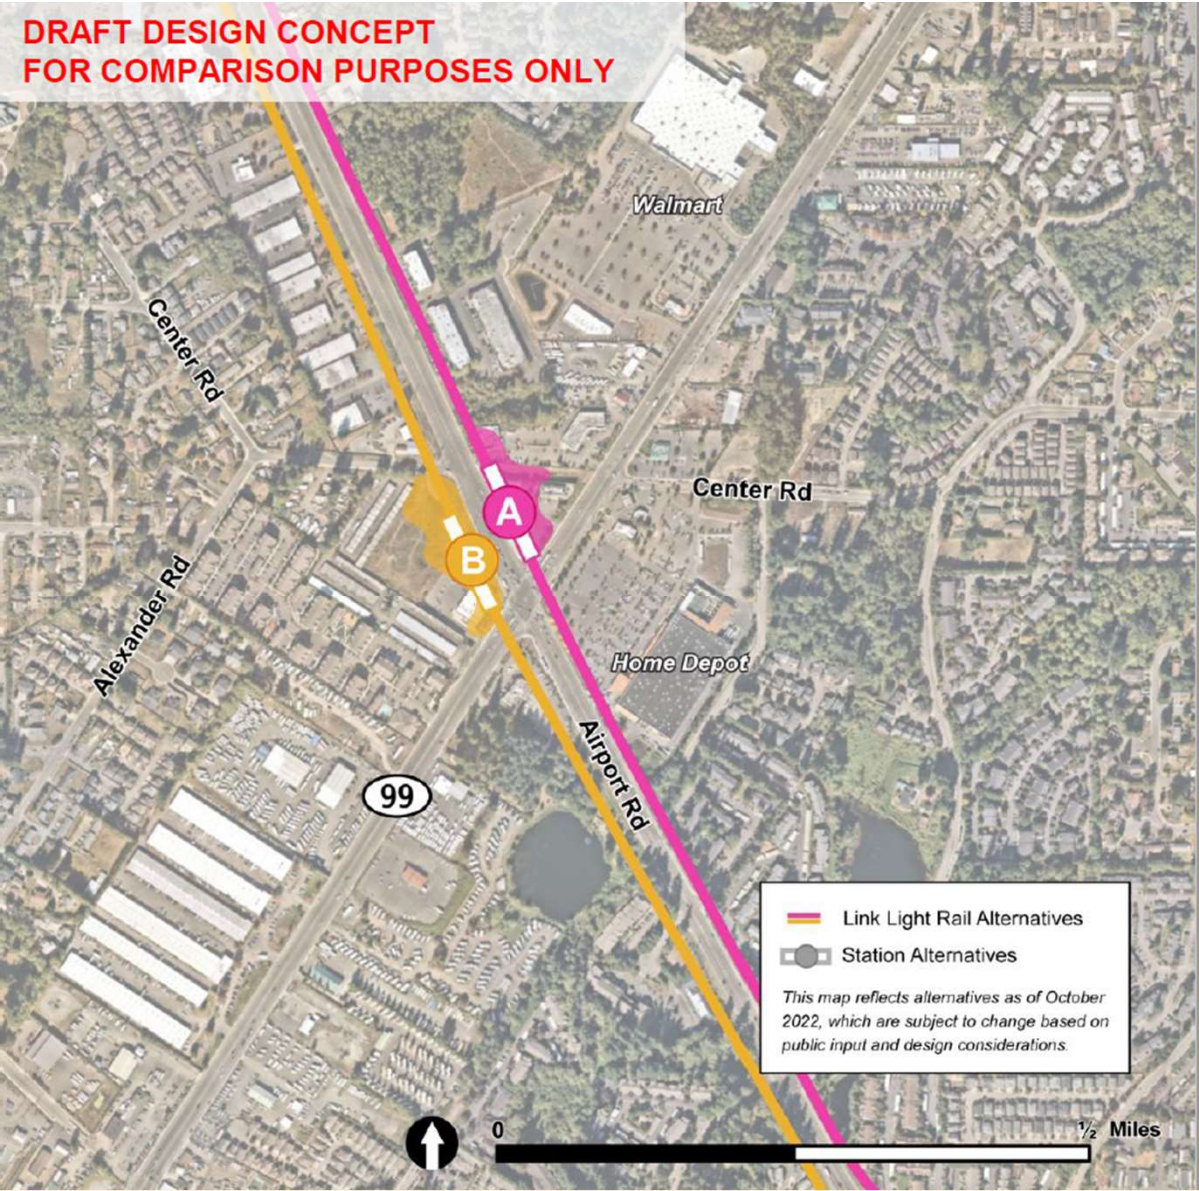 DRAFT DESIGN CONCEPT
FOR COMPARISON PURPOSES ONLY
Walmart
Center Rd
A
Center Rd
B
Alexander Rd
Home Depot
Airport Rd
99
Link Light Rail Alternatives
Station Alternatives
This map reflects alternatives as of October
2022, which are subject to change based on
public input and design considerations.
0
½ Miles